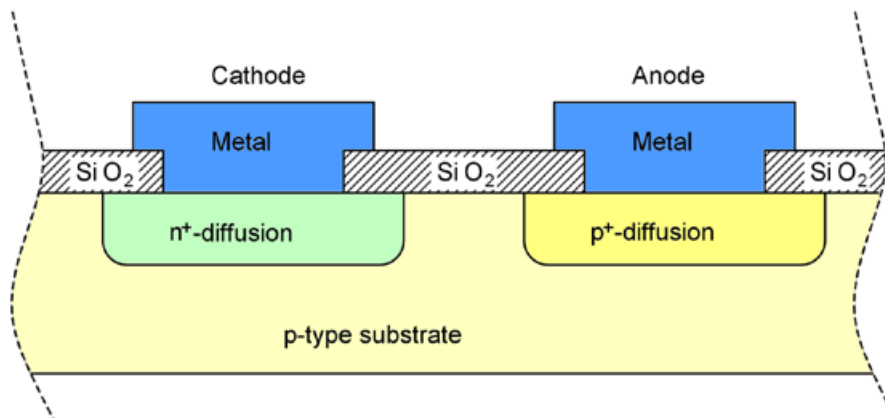 Cathode
Anode
Metal
Metal
Si O₂
Si O₂
Si O₂
n⁺-diffusion
p⁺-diffusion
p-type substrate